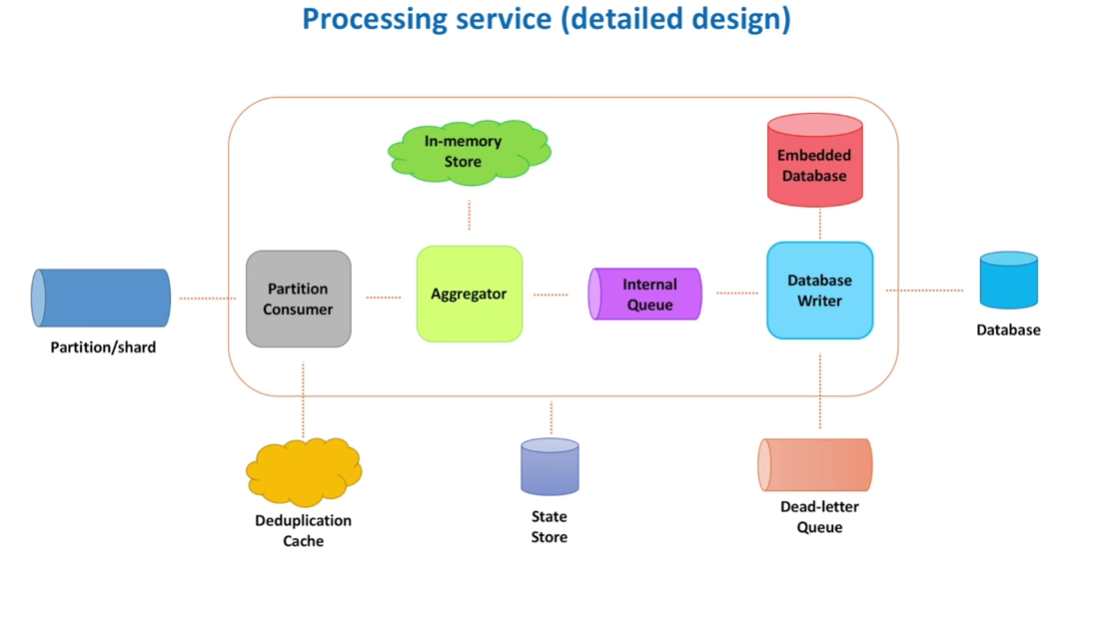 Processing service (detailed design)
In-memory
Store
Embedded
Database
Partition
Consumer
Aggregator
Internal
Queue
Database
Writer
Partition/shard
Database
Deduplication
Cache
State
Store
Dead-letter
Queue